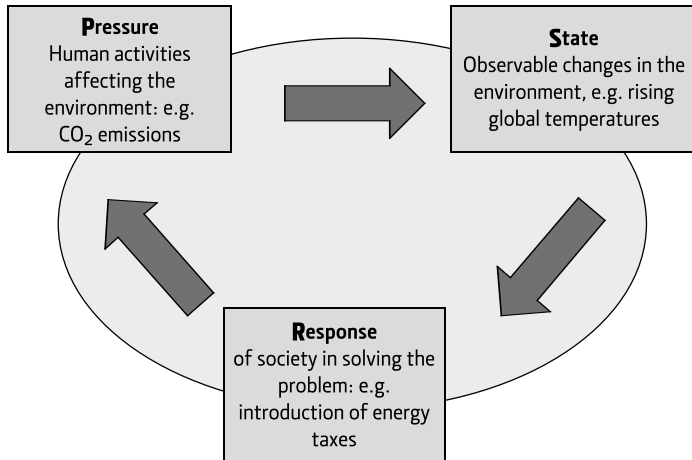 Pressure
Human activities
affecting the
environment: e.g.
CO₂ emissions
State
Observable changes in the
environment, e.g. rising
global temperatures
Response
of society in solving the
problem: e.g.
introduction of energy
taxes